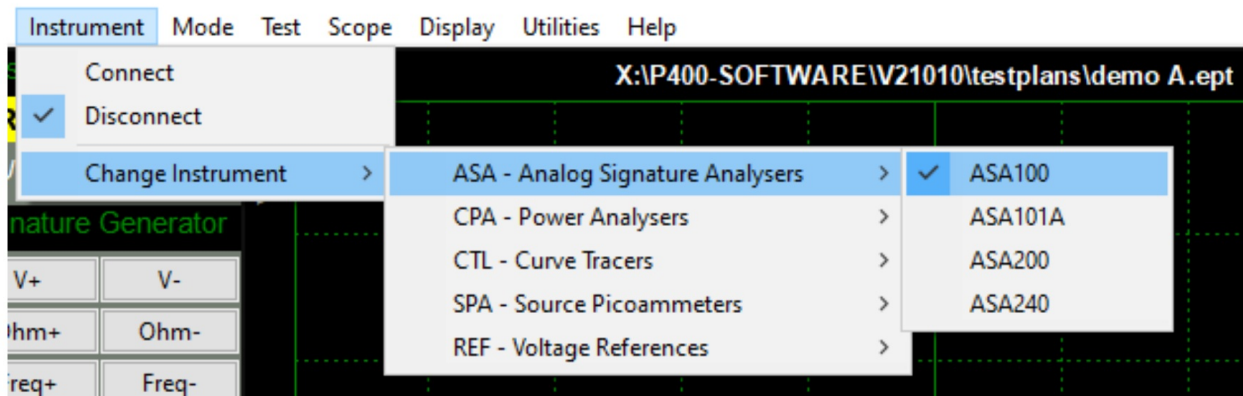 Instrument Mode Test Scope Display Utilities Help
Connect
X:\P400-SOFTWARE\V21010\testplans\demo A.ept
Disconnect
Change Instrument >
ASA - Analog Signature Analysers >
ASA100
CPA - Power Analysers >
ASA101A
CTL - Curve Tracers >
ASA200
SPA - Source Picoammeters >
ASA240
REF - Voltage References >
nature Generator
V+ V-
hm+ Ohm-
req+ Freq-